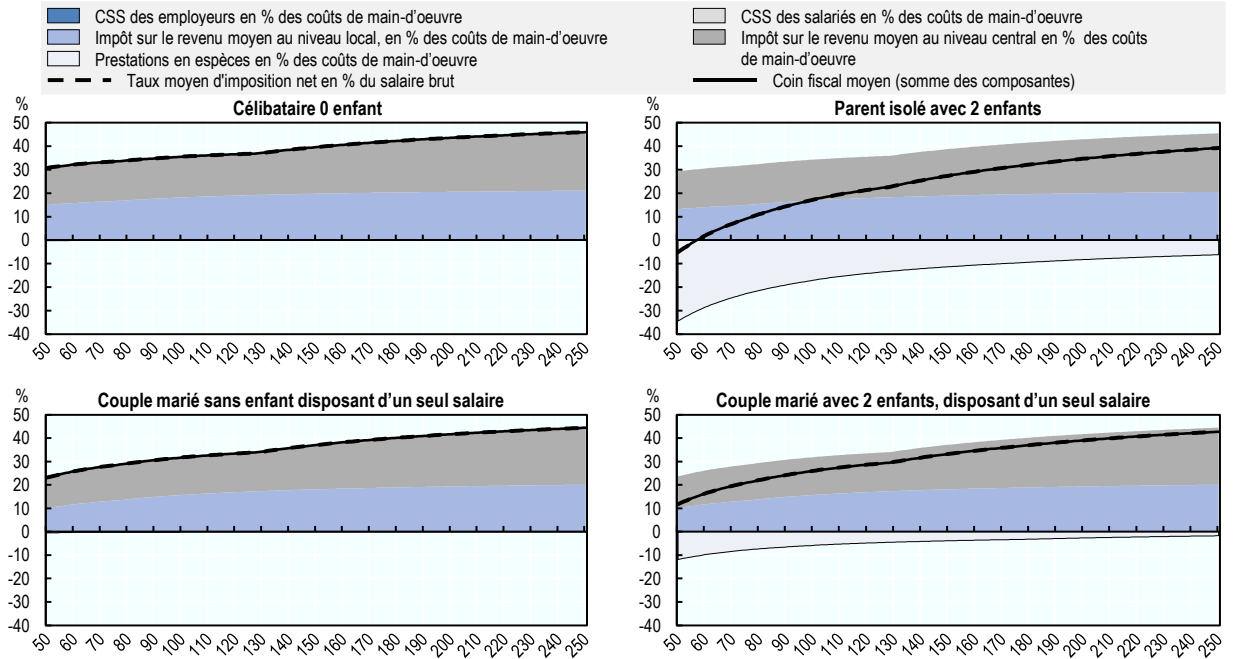 CSS des employeurs en % des coûts de main-d'oeuvre
CSS des salariés en % des coûts de main-d'oeuvre
Impôt sur le revenu moyen au niveau local, en % des coûts de main-d'oeuvre
Impôt sur le revenu moyen au niveau central en % des coûts
de main-d'oeuvre
Prestations en espèces en % des coûts de main-d'oeuvre
Taux moyen d'imposition net en % du salaire brut
Coin fiscal moyen (somme des composantes)
%
Célibataire 0 enfant
50
40
30
20
10
0
-10
-20
-30
-40
50 60 70 80 90 100 110 120 130 140 150 160 170 180 190 200 210 220 230 240 250
%
Parent isolé avec 2 enfants
50
40
30
20
10
0
-10
-20
-30
-40
50 60 70 80 90 100 110 120 130 140 150 160 170 180 190 200 210 220 230 240 250
%
Couple marié sans enfant disposant d'un seul salaire
50
40
30
20
10
0
-10
-20
-30
-40
50 60 70 80 90 100 110 120 130 140 150 160 170 180 190 200 210 220 230 240 250
%
Couple marié avec 2 enfants, disposant d'un seul salaire
50
40
30
20
10
0
-10
-20
-30
-40
50 60 70 80 90 100 110 120 130 140 150 160 170 180 190 200 210 220 230 240 250